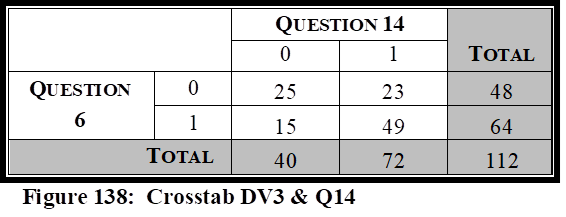 QUESTION 14
0 1 TOTAL
QUESTION 6 0 25 23 48
1 15 49 64
TOTAL 40 72 112
Figure 138: Crosstab DV3 & Q14